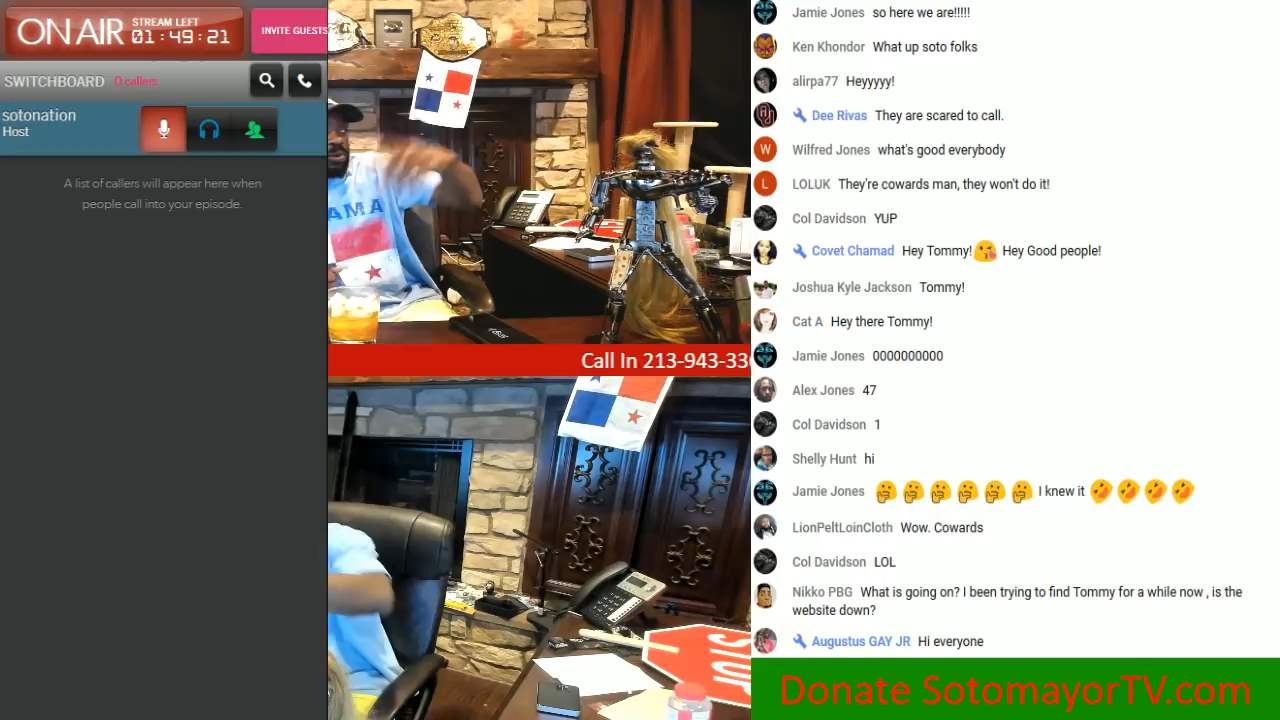 ON AIR
STREAM LEFT
01:49:21
INVITE GUESTS
SWITCHBOARD 0 callers
sotonation
Host
A list of callers will appear here when
people call into your episode.
AMA
Call In 213-943-33
STOP
Jamie Jones so here we are!!!!!
Ken Khondor What up soto folks
alirpa77 Heyyyyy!
Dee Rivas They are scared to call.
W
Wilfred Jones what's good everybody
L
LOLUK They're cowards man, they won't do it!
Col Davidson YUP
Covet Chamad Hey Tommy!😘 Hey Good people!
Joshua Kyle Jackson Tommy!
Cat A Hey there Tommy!
Jamie Jones 0000000000
Alex Jones 47
Col Davidson 1
Shelly Hunt hi
Jamie Jones 🤔🤔🤔🤔🤔🤔 I knew it 🤣🤣🤣🤣
LionPeltLoinCloth Wow. Cowards
Col Davidson LOL
Nikko PBG What is going on? I been trying to find Tommy for a while now , is the
website down?
Augustus GAY JR Hi everyone
Donate SotomayorTV.com